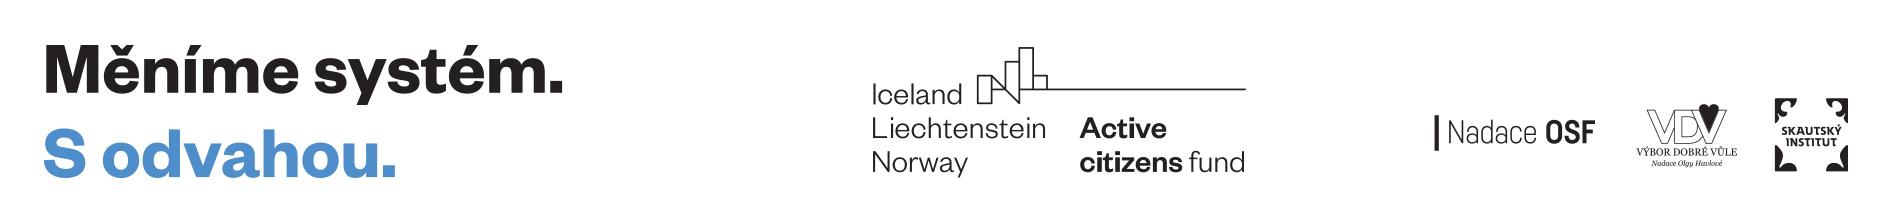 Měníme systém.
S odvahou.
Iceland
Liechtenstein
Norway
Active
citizens fund
Nadace OSF
VDV
VÝBOR DOBRÉ VŮLE
Nadace Olgy Havlové
SKAUTSKÝ
INSTITUT